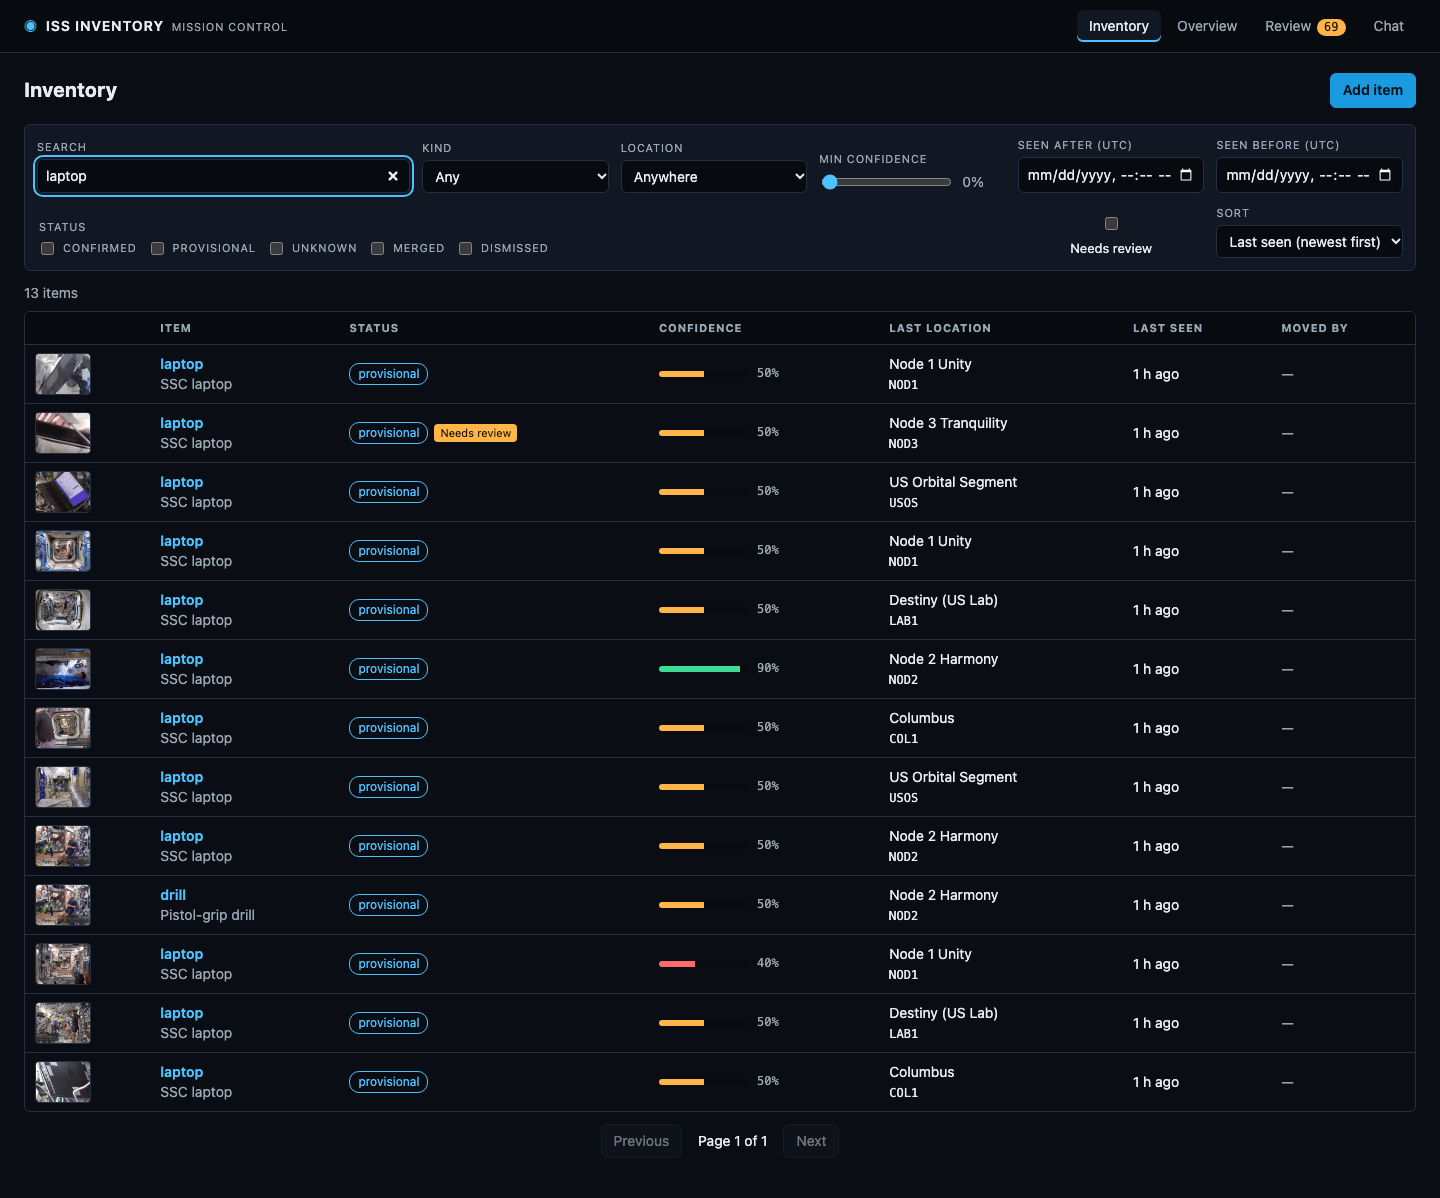 ISS INVENTORY MISSION CONTROL
Inventory Overview Review 69 Chat
Inventory
Add item
SEARCH KIND LOCATION MIN CONFIDENCE SEEN AFTER (UTC) SEEN BEFORE (UTC)
laptop × Any Anywhere 0% mm/dd/yyyy, --:-- -- mm/dd/yyyy, --:-- --
STATUS SORT
CONFIRMED PROVISIONAL UNKNOWN MERGED DISMISSED Needs review Last seen (newest first)
13 items
ITEM STATUS CONFIDENCE LAST LOCATION LAST SEEN MOVED BY
laptop provisional 50% Node 1 Unity 1 h ago —
SSC laptop NOD1
laptop provisional Needs review 50% Node 3 Tranquility 1 h ago —
SSC laptop NOD3
laptop provisional 50% US Orbital Segment 1 h ago —
SSC laptop USOS
laptop provisional 50% Node 1 Unity 1 h ago —
SSC laptop NOD1
laptop provisional 50% Destiny (US Lab) 1 h ago —
SSC laptop LAB1
laptop provisional 90% Node 2 Harmony 1 h ago —
SSC laptop NOD2
laptop provisional 50% Columbus 1 h ago —
SSC laptop COL1
laptop provisional 50% US Orbital Segment 1 h ago —
SSC laptop USOS
laptop provisional 50% Node 2 Harmony 1 h ago —
SSC laptop NOD2
drill provisional 50% Node 2 Harmony 1 h ago —
Pistol-grip drill NOD2
laptop provisional 40% Node 1 Unity 1 h ago —
SSC laptop NOD1
laptop provisional 50% Destiny (US Lab) 1 h ago —
SSC laptop LAB1
laptop provisional 50% Columbus 1 h ago —
SSC laptop COL1
Previous Page 1 of 1 Next